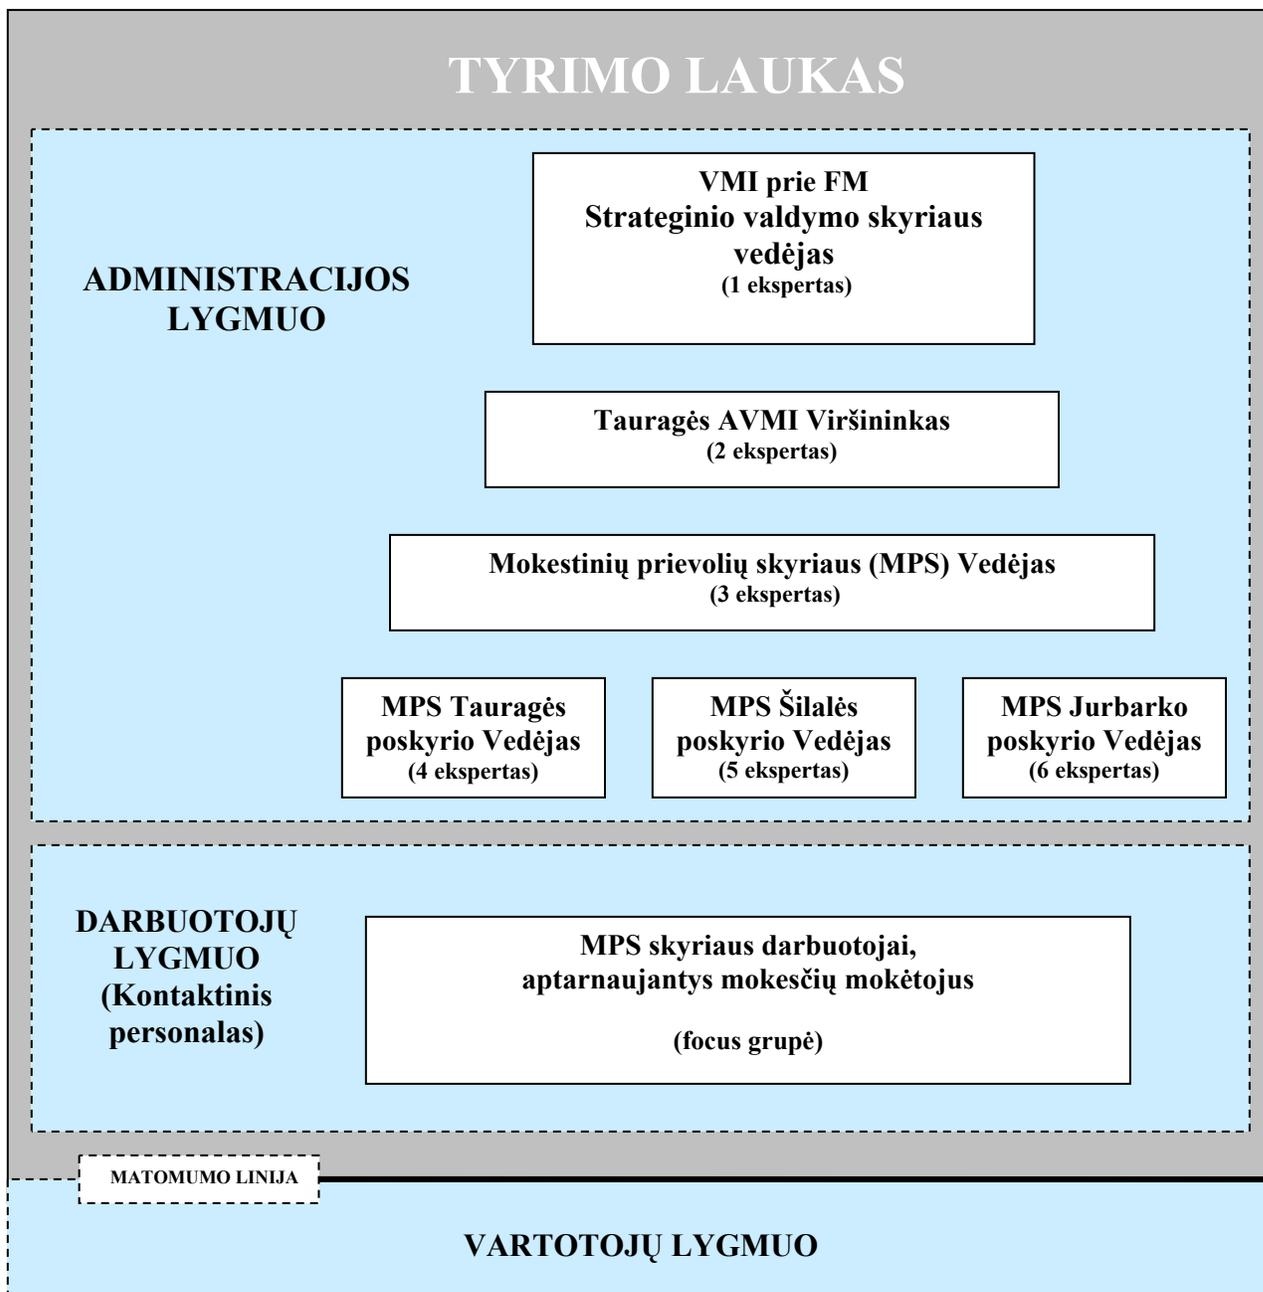 TYRIMO LAUKAS
ADMINISTRACIJOS
LYGMUO
VMI prie FM
Strateginio valdymo skyriaus
vedėjas
(1 ekspertas)
Tauragės AVMI Viršininkas
(2 ekspertas)
Mokestinių prievolių skyriaus (MPS) Vedėjas
(3 ekspertas)
MPS Tauragės
poskyrio Vedėjas
(4 ekspertas)
MPS Šilalės
poskyrio Vedėjas
(5 ekspertas)
MPS Jurbarko
poskyrio Vedėjas
(6 ekspertas)
DARBUOTOJŲ
LYGMUO
(Kontaktinis
personalas)
MPS skyriaus darbuotojai,
aptarnaujantys mokesčių mokėtojus
(focus grupė)
MATOMUMO LINIJA
VARTOTOJŲ LYGMUO